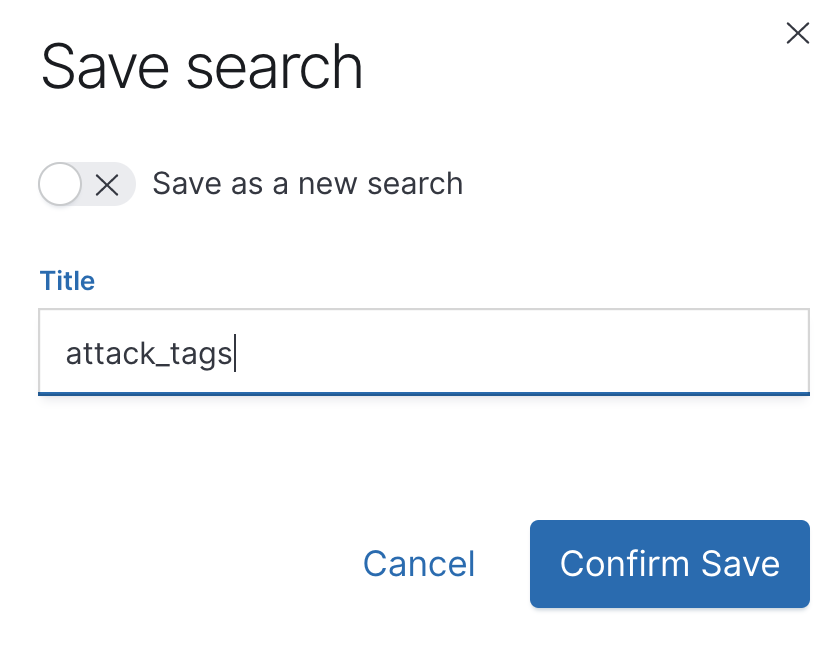 Save search
Save as a new search
Title
attack_tags
Cancel
Confirm Save